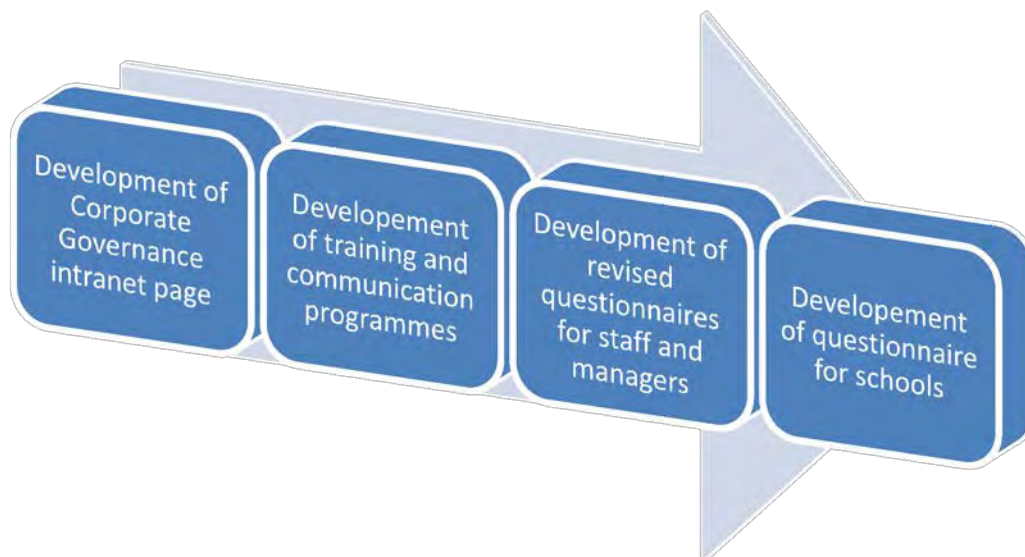 Development of
Corporate
Governance
intranet page
Developement
of training and
communication
programmes
Development of
revised
questionnaires
for staff and
managers
Developement
of questionnaire
for schools